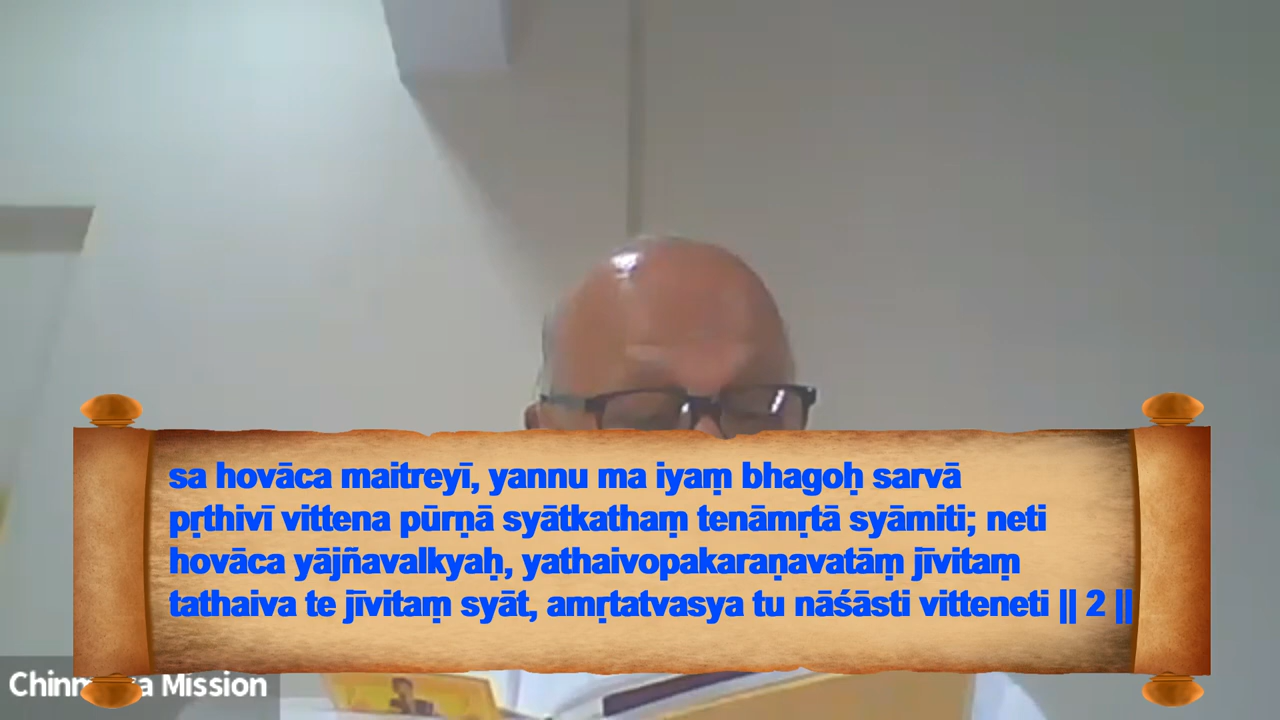 sa hovāca maitreyī, yannu ma iyaṃ bhagoḥ sarvā
pṛthivī vittena pūrṇā syātkathaṃ tenāmṛtā syāmiti; neti
hovāca yājñavalkyaḥ, yathaivopakaraṇavatāṃ jīvitaṃ
tathaiva te jīvitaṃ syāt, amṛtatvasya tu nāśāsti vitteneti || 2 ||
Mission